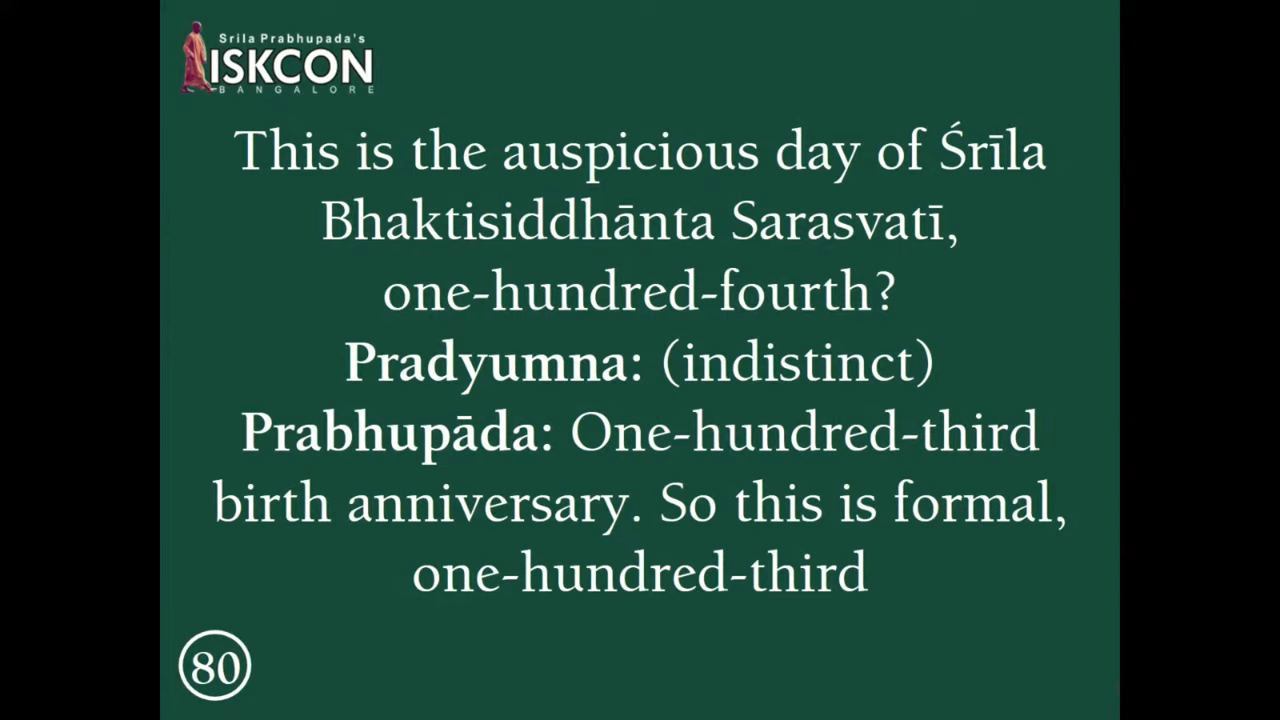 Srila Prabhupada's
ISKCON
BANGALORE
This is the auspicious day of Śrīla
Bhaktisiddhānta Sarasvatī,
one-hundred-fourth?
Pradyumna: (indistinct)
Prabhupāda: One-hundred-third
birth anniversary. So this is formal,
one-hundred-third
80